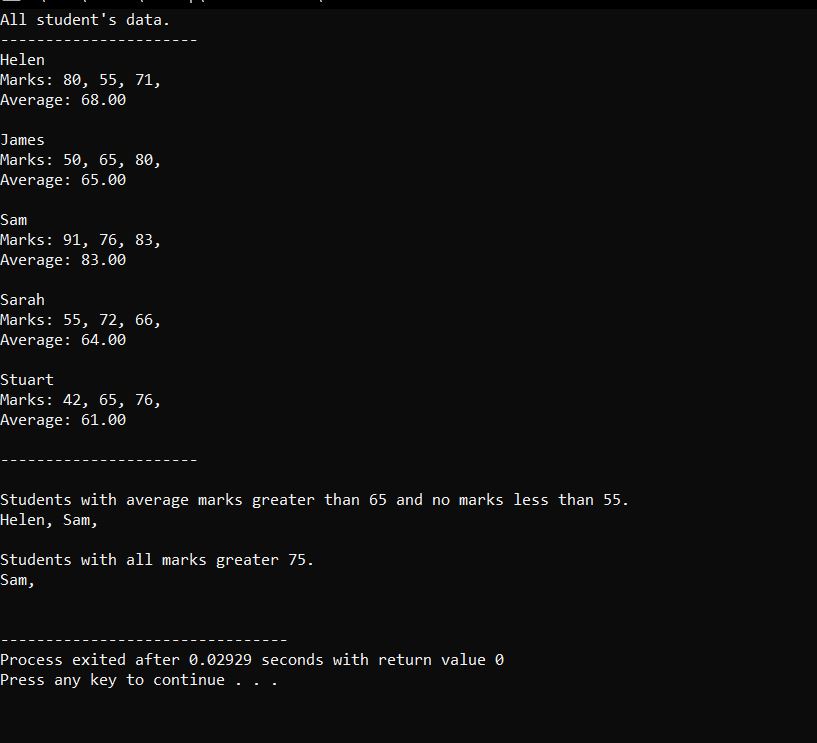 All student's data.
----------------------
Helen
Marks: 80, 55, 71,
Average: 68.00
James
Marks: 50, 65, 80,
Average: 65.00
Sam
Marks: 91, 76, 83,
Average: 83.00
Sarah
Marks: 55, 72, 66,
Average: 64.00
Stuart
Marks: 42, 65, 76,
Average: 61.00
----------------------
Students with average marks greater than 65 and no marks less than 55.
Helen, Sam,
Students with all marks greater 75.
Sam,
--------------------------------
Process exited after 0.02929 seconds with return value 0
Press any key to continue . . .